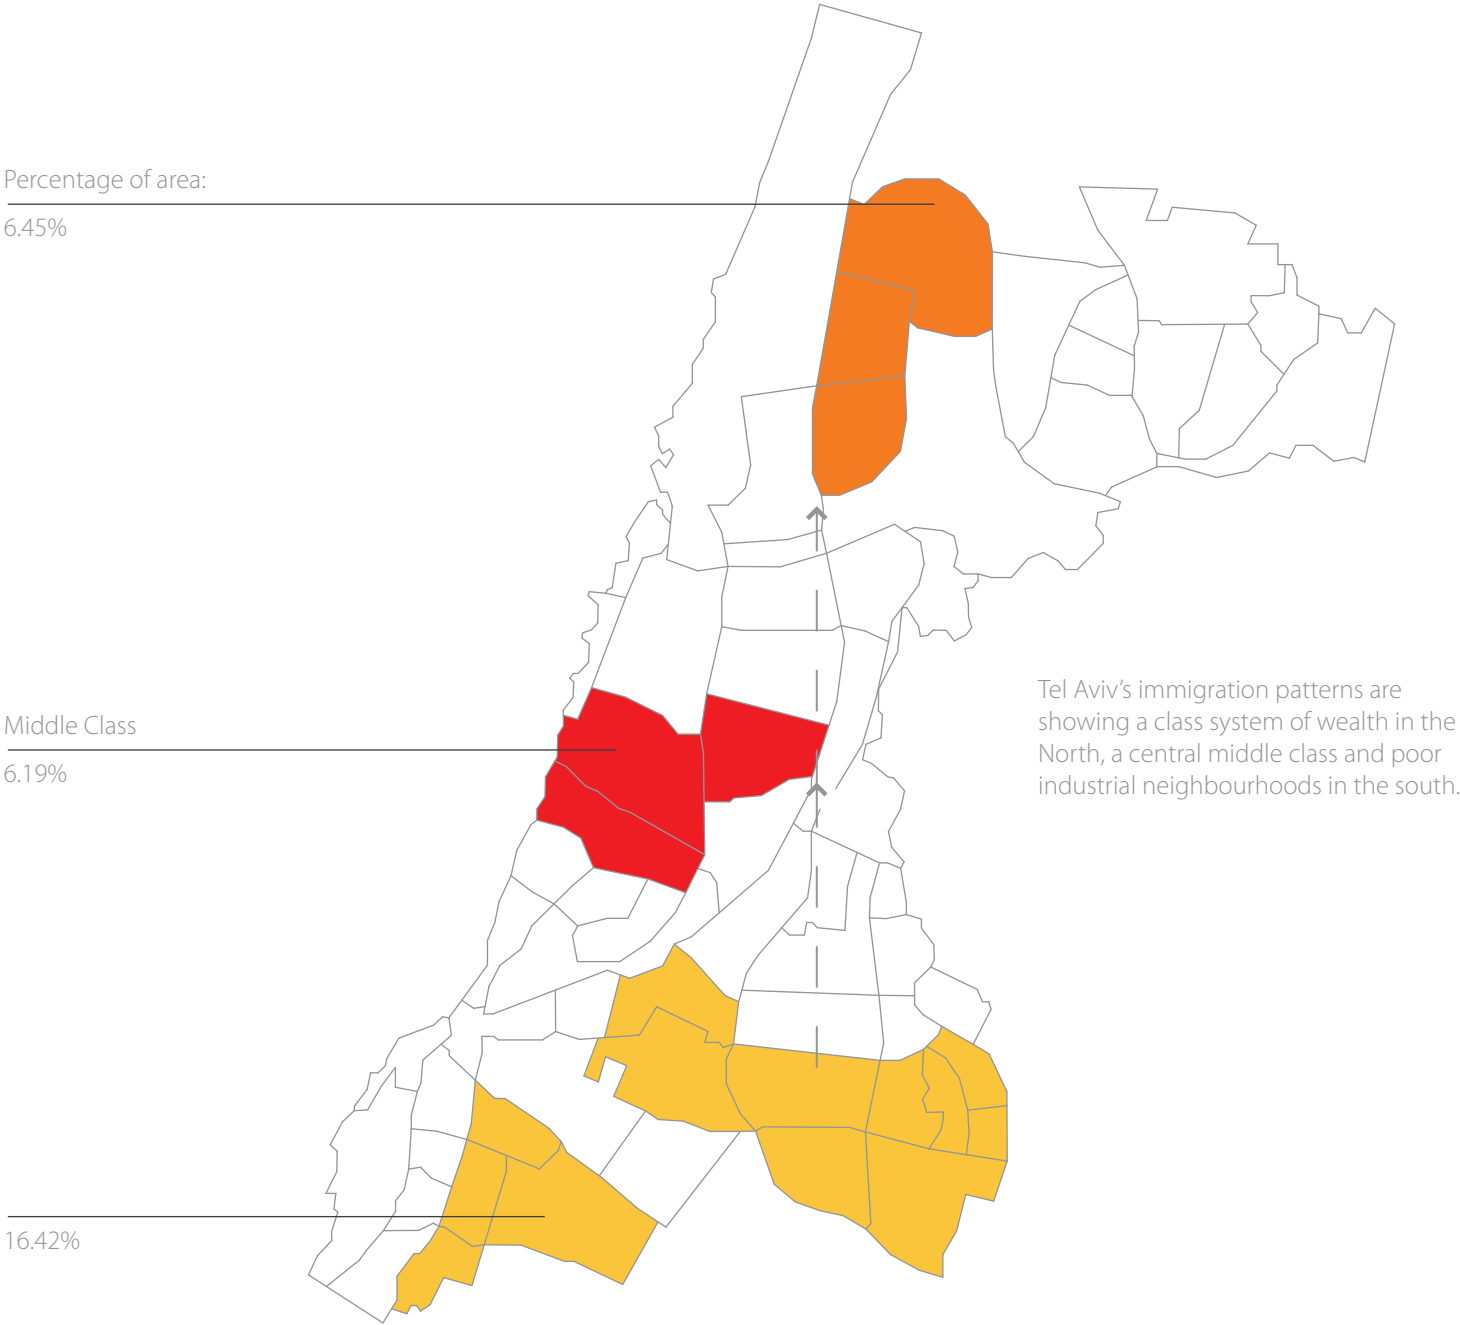 Percentage of area:
6.45%
Middle Class
6.19%
Tel Aviv's immigration patterns are
showing a class system of wealth in the
North, a central middle class and poor
industrial neighbourhoods in the south.
16.42%